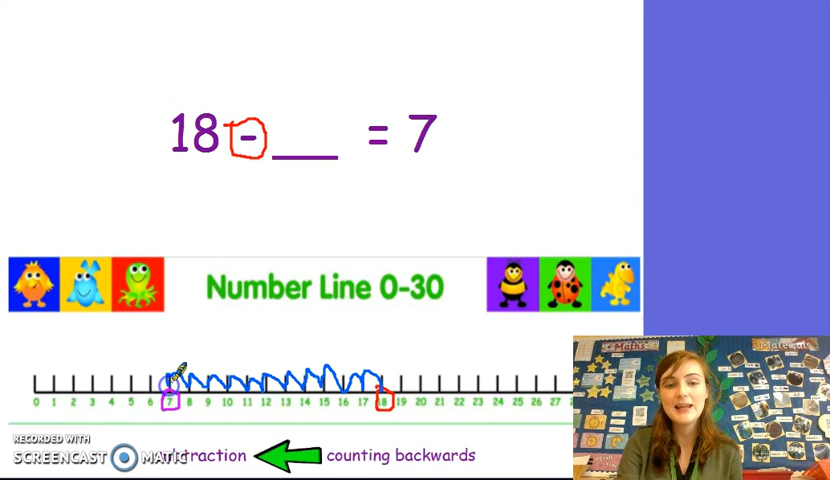 18 - ___ = 7
Number Line 0-30
0 1 2 3 4 5 6 7 8 9 10 11 12 13 14 15 16 17 18 19 20 21 22 23 24 25 26 27
Maths
Materials
RECORDED WITH
SCREENCAST MATIC
subtraction counting backwards